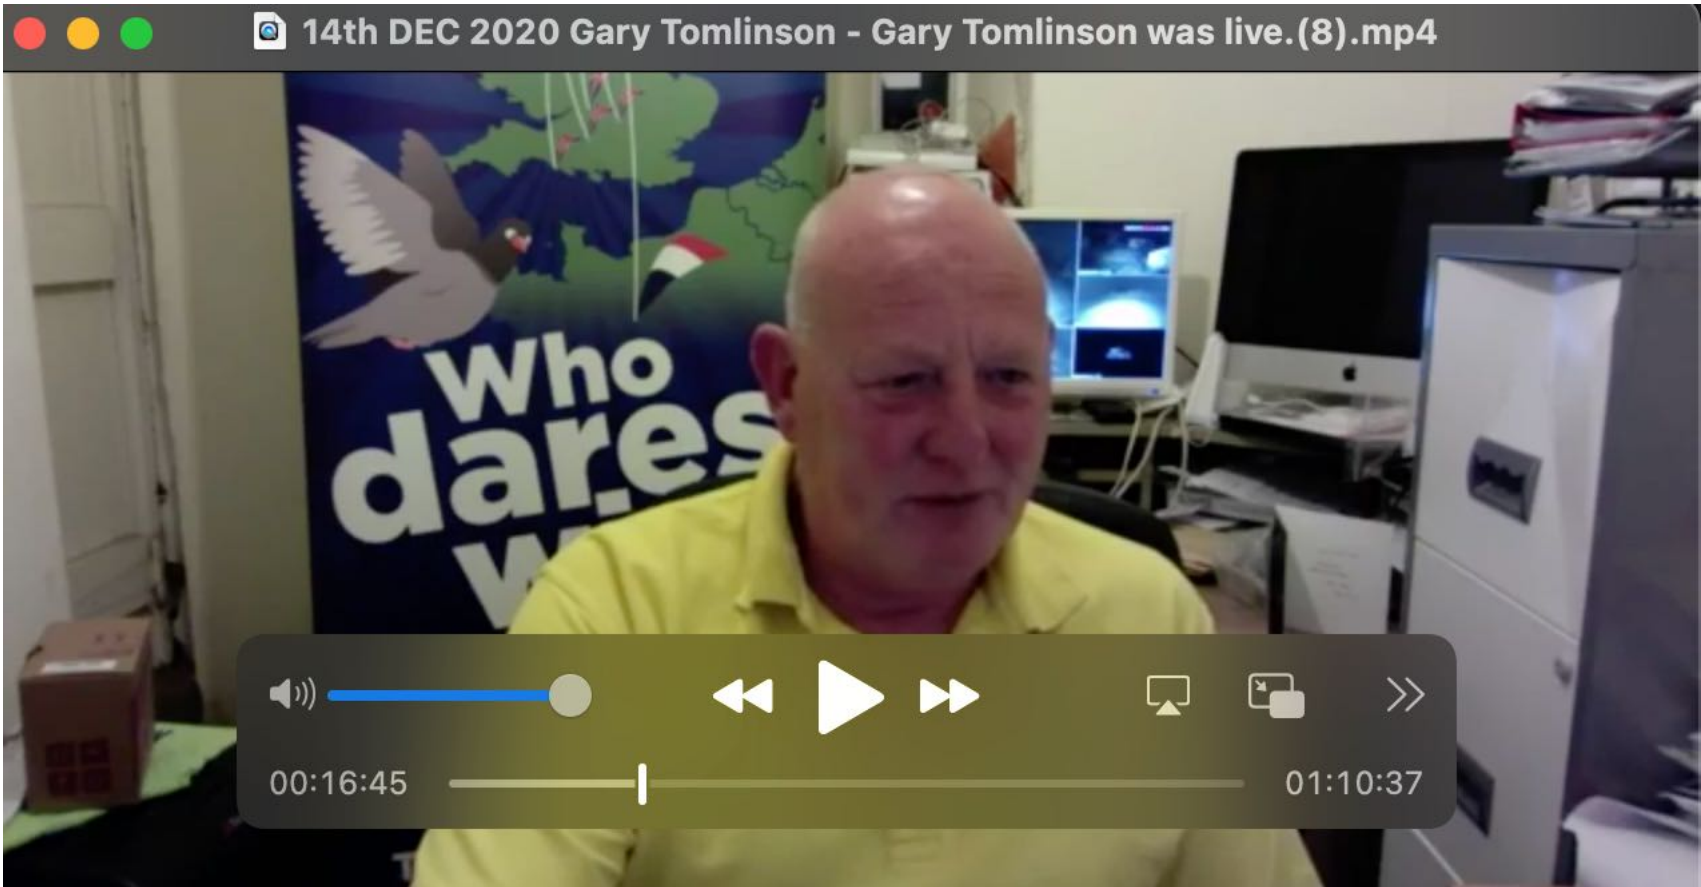 14th DEC 2020 Gary Tomlinson - Gary Tomlinson was live.(8).mp4
Who
dares
00:16:45
01:10:37